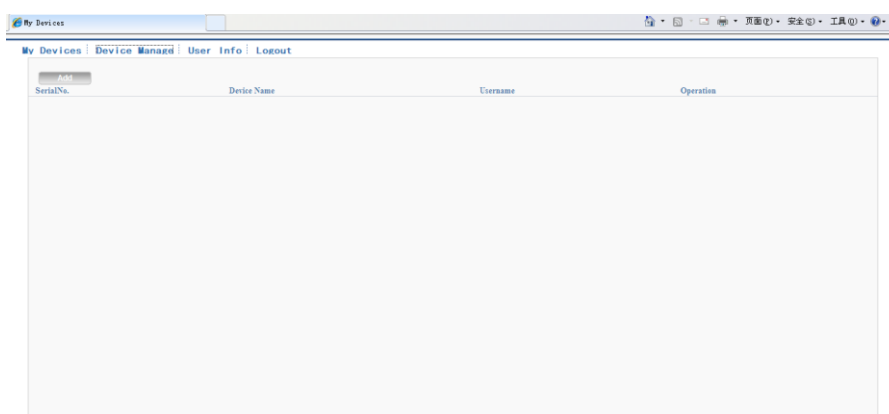 My Devices 页面(P) 安全(S) 工具(O)
My Devices Device Manage User Info Logout
Add
SerialNo. Device Name Username Operation